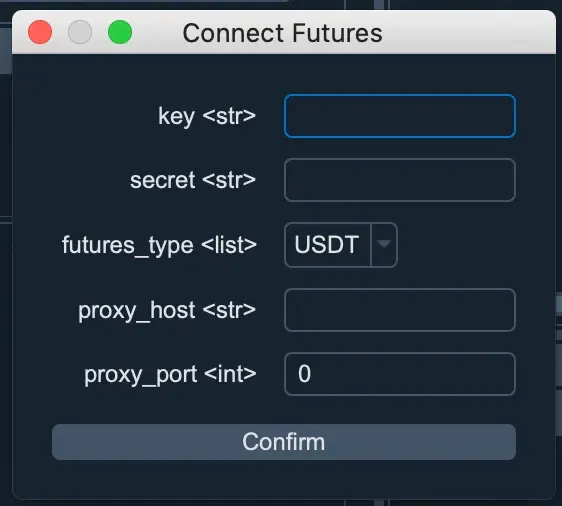 Connect Futures
key <str>
secret <str>
futures_type <list> USDT
proxy_host <str>
proxy_port <int> 0
Confirm